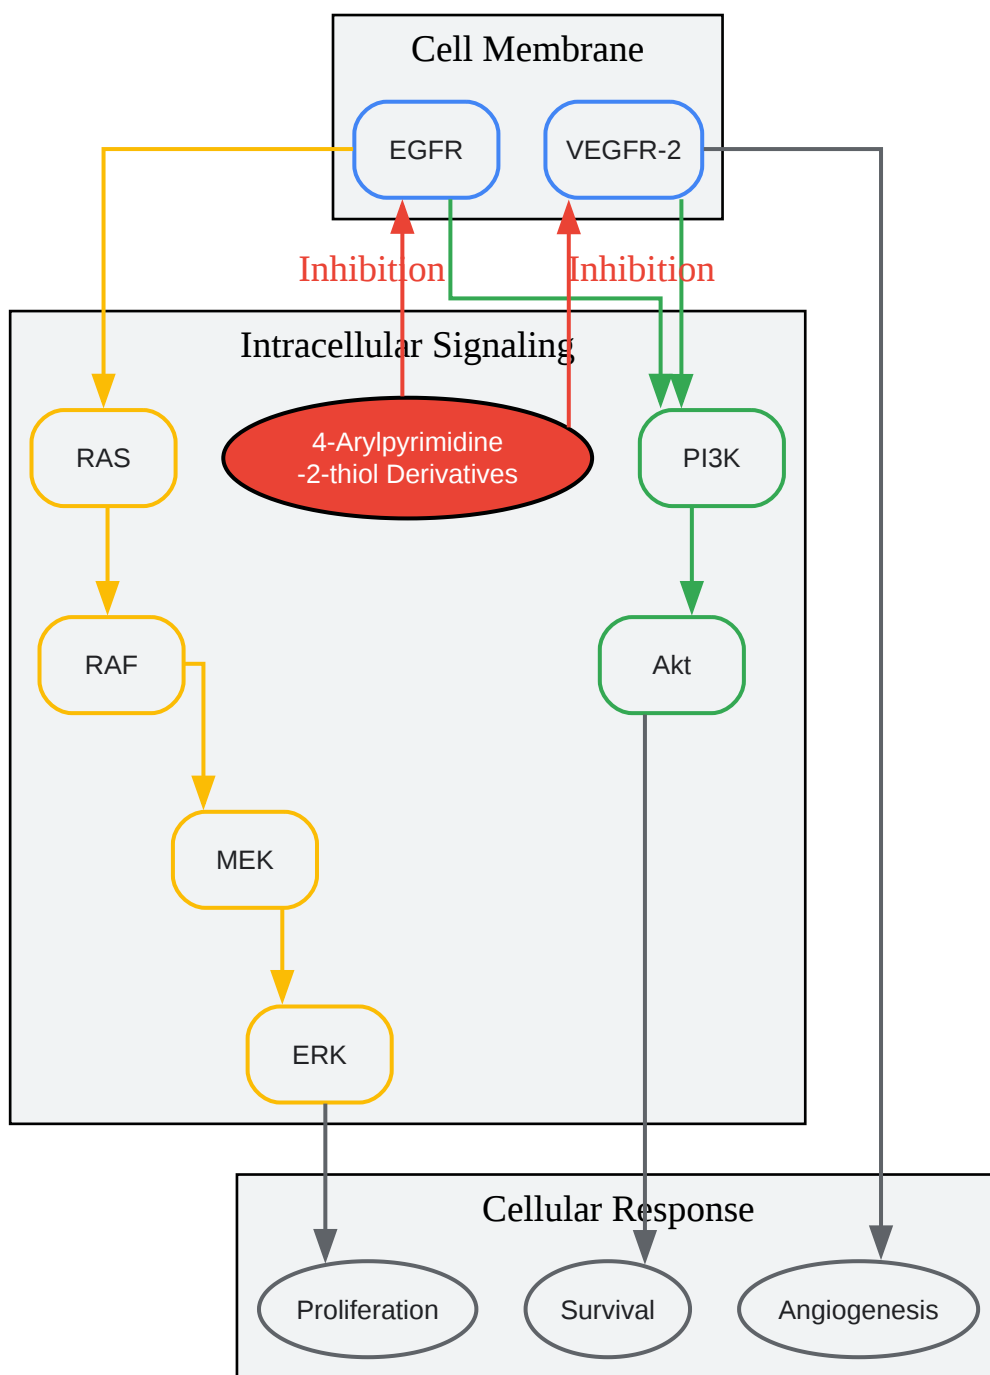 Cell Membrane
EGFR
VEGFR-2
Inhibition
Inhibition
Intracellular Signaling
RAS
4-Arylpyrimidine
-2-thiol Derivatives
PI3K
RAF
Akt
MEK
ERK
Cellular Response
Proliferation
Survival
Angiogenesis